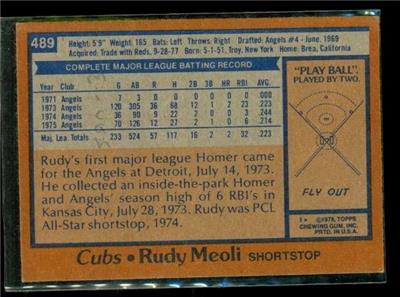 489
Height: 5'9" Weight: 165 Bats: Left Throws: Right Drafted: Angels #4 - June, 1969
Acquired: Trade with Reds, 9-28-77 Born: 5-1-51, Troy, New York Home: Brea, California
COMPLETE MAJOR LEAGUE BATTING RECORD
Year Club G AB R H 2B 3B HR RBI AVG.
1971 Angels 7 3 0 0 0 0 0 0 .000
1973 Angels 120 305 36 68 12 1 2 23 .223
1974 Angels 36 90 9 22 2 0 0 3 .244
1975 Angels 70 126 12 27 2 1 0 6 .214
Maj. Lea. Totals 233 524 57 117 16 2 2 32 .223
"PLAY BALL"
PLAYED BY TWO.
FLY OUT
Rudy's first major league Homer came
for the Angels at Detroit, July 14, 1973.
He collected an inside-the-park Homer
and Angels' season high of 6 RBI's in
Kansas City, July 28, 1973. Rudy was PCL
All-Star shortstop, 1974.
©1978, TOPPS
CHEWING GUM, INC.
PRTD. IN U.S.A.
Cubs • Rudy Meoli SHORTSTOP